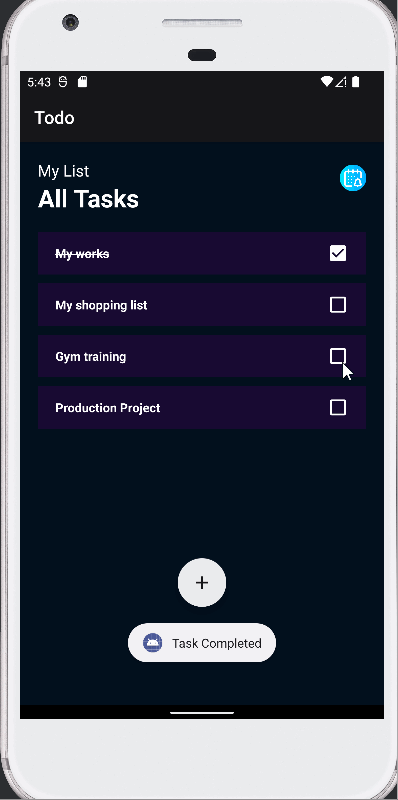 5:43
Todo
My List
All Tasks
My works
My shopping list
Gym training
Production Project
+
Task Completed